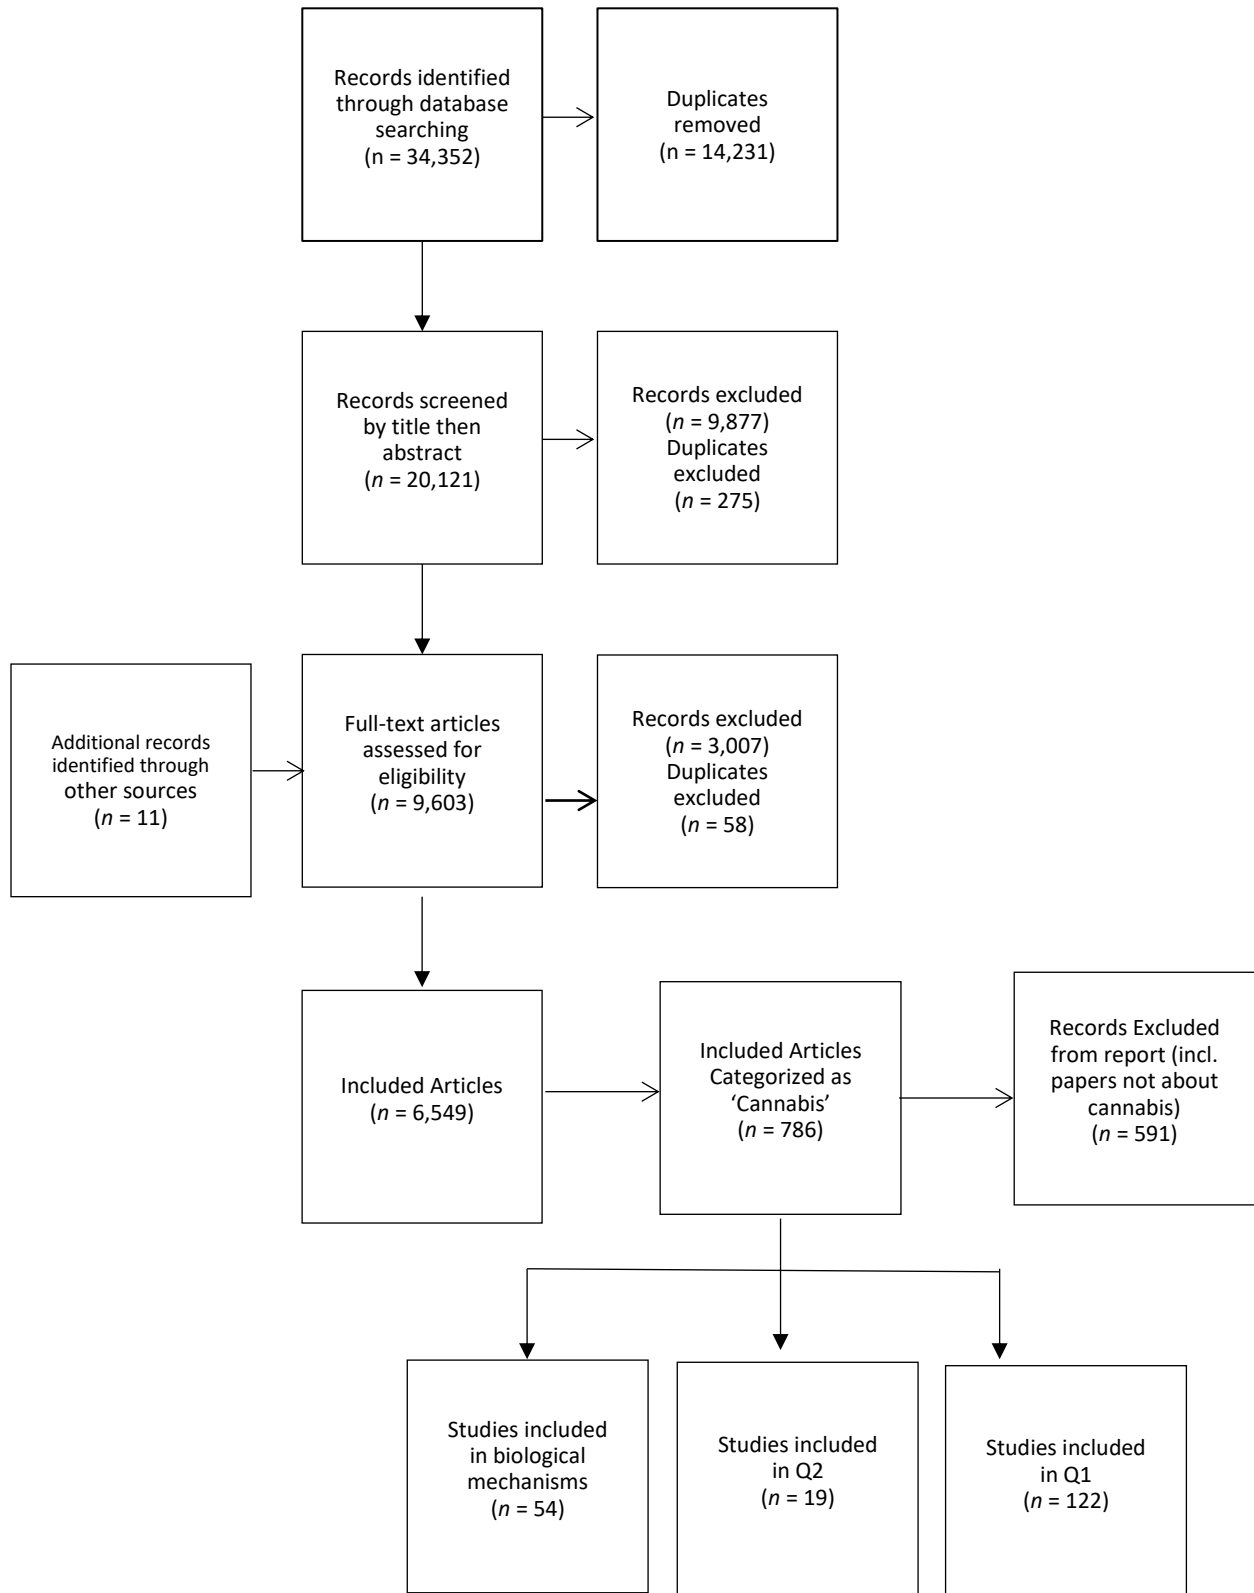 Records identified
through database
searching
(n = 34,352)
Duplicates
removed
(n = 14,231)
Records screened
by title then
abstract
(n = 20,121)
Records excluded
(n = 9,877)
Duplicates
excluded
(n = 275)
Additional records
identified through
other sources
(n = 11)
Full-text articles
assessed for
eligibility
(n = 9,603)
Records excluded
(n = 3,007)
Duplicates
excluded
(n = 58)
Included Articles
(n = 6,549)
Included Articles
Categorized as
‘Cannabis’
(n = 786)
Records Excluded
from report (incl.
papers not about
cannabis)
(n = 591)
Studies included
in biological
mechanisms
(n = 54)
Studies included
in Q2
(n = 19)
Studies included
in Q1
(n = 122)